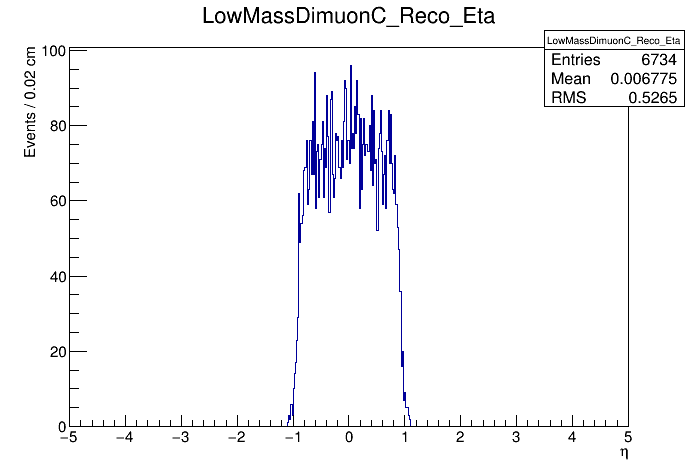 LowMassDimuonC_Reco_Eta
LowMassDimuonC_Reco_Eta
Entries 6734
Mean 0.006775
RMS 0.5265
Events / 0.02 cm
100
80
60
40
20
0
−5 −4 −3 −2 −1 0 1 2 3 4 5
η